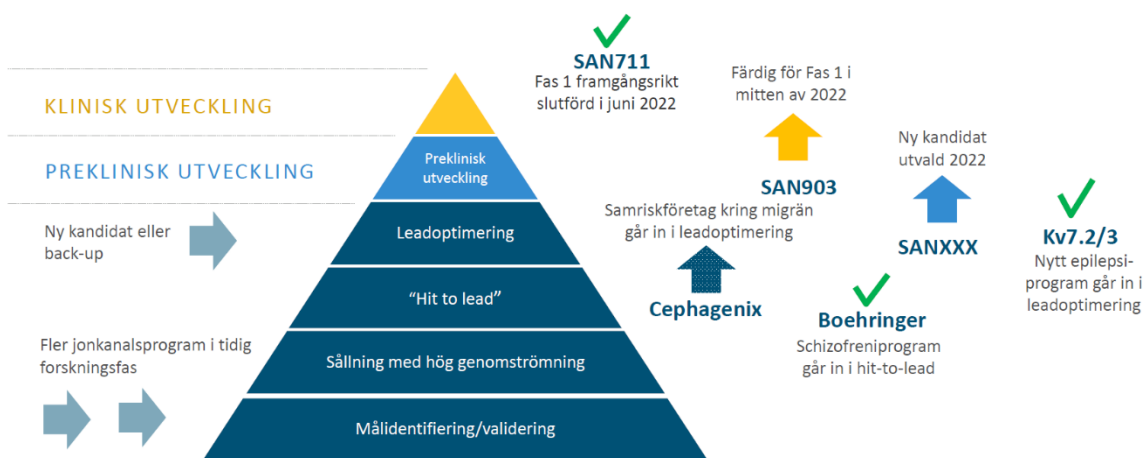 KLINISK UTVECKLING
PREKLINISK UTVECKLING
Ny kandidat eller
back-up
Fler jonkanalsprogram i tidig
forskningsfas
Preklinisk
utveckling
Leadoptimering
“Hit to lead”
Sållning med hög genomströmning
Målidentifiering/validering
SAN711
Fas 1 framgångsrikt
slutförd i juni 2022
Färdig för Fas 1 i
mitten av 2022
SAN903
Ny kandidat
utvald 2022
SANXXX
Samriskföretag kring migrän
går in i leadoptimering
Cephagenix
Boehringer
Schizofreniprogram
går in i hit-to-lead
Kv7.2/3
Nytt epilepsi-
program går in i
leadoptimering